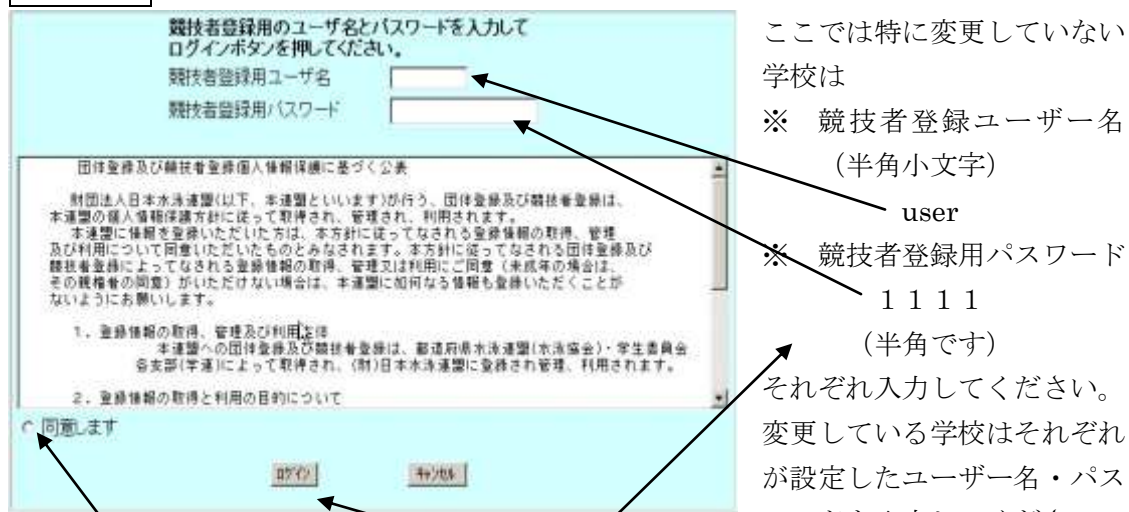 競技者登録用のユーザ名とパスワードを入力して
ログインボタンを押してください。
競技者登録用ユーザ名
競技者登録用パスワード
団体登録及び競技者登録個人情報保護に基づく公表
財団法人日本水泳連盟(以下、本連盟といいます)が行う、団体登録及び競技者登録は、
本連盟の個人情報保護方針に従って取得され、管理され、利用されます。
本連盟に情報を登録いただいた方は、本方針に従ってなされる登録情報の取得、管理
及び利用について同意いただいたものとみなされます。本方針に従ってなされる団体登録及び
競技者登録によってなされる登録情報の取得、管理又は利用にご同意（未成年の場合は、
その親権者の同意）がいただけない場合は、本連盟に如何なる情報も登録いただくことが
ないようにお願いします。
1．登録情報の取得、管理及び利用主体
本連盟への団体登録及び競技者登録は、都道府県水泳連盟(水泳協会)・学生委員会
各支部(学連)によって取得され、(財)日本水泳連盟に登録され管理、利用されます。
2．登録情報の取得と利用の目的について
同意します
ログイン
キャンセル
ここでは特に変更していない
学校は
※　競技者登録ユーザー名
（半角小文字）
user
※　競技者登録用パスワード
１１１１
（半角です）
それぞれ入力してください。
変更している学校はそれぞれ
が設定したユーザー名・パス